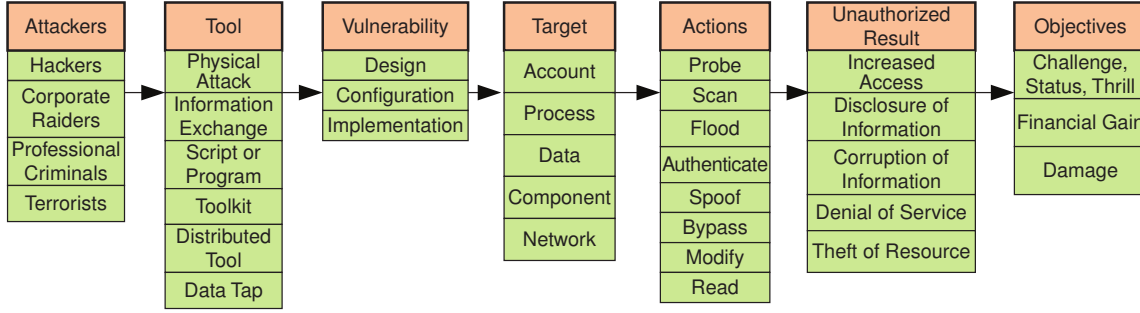 Attackers
Hackers
Corporate
Raiders
Professional
Criminals
Terrorists
Tool
Physical
Attack
Information
Exchange
Script or
Program
Toolkit
Distributed
Tool
Data Tap
Vulnerability
Design
Configuration
Implementation
Target
Account
Process
Data
Component
Network
Actions
Probe
Scan
Flood
Authenticate
Spoof
Bypass
Modify
Read
Unauthorized
Result
Increased
Access
Disclosure of
Information
Corruption of
Information
Denial of Service
Theft of Resource
Objectives
Challenge,
Status, Thrill
Financial Gain
Damage